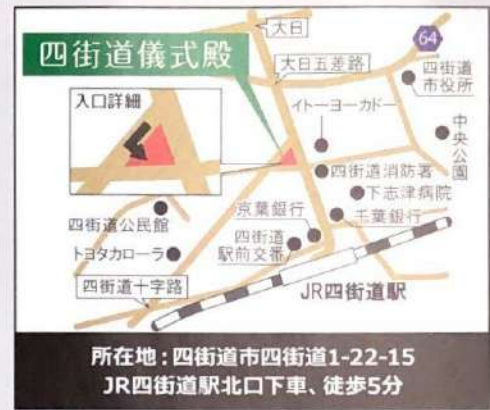 大日
64
四街道儀式殿
大日五差路
四街道
市役所
入口詳細
イトーヨーカドー
中央公園
四街道消防署
下志津病院
京葉銀行
千葉銀行
四街道公民館
四街道
駅前交番
トヨタカローラ
四街道十字路
JR四街道駅
所在地:四街道市四街道1-22-15
JR四街道駅北口下車、徒歩5分